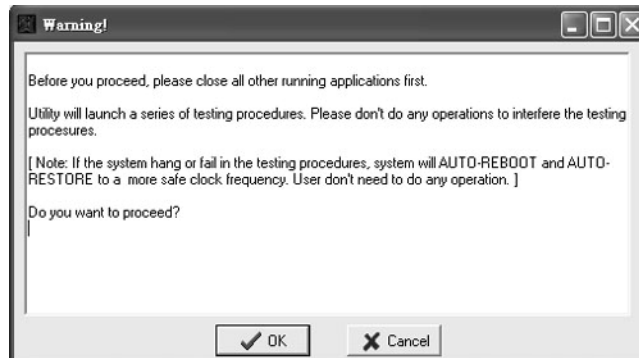 Warning!
Before you proceed, please close all other running applications first.
Utility will launch a series of testing procedures. Please don't do any operations to interfere the testing
procesures.
[ Note: If the system hang or fail in the testing procedures, system will AUTO-REBOOT and AUTO-
RESTORE to a more safe clock frequency. User don't need to do any operation. ]
Do you want to proceed?
OK
Cancel